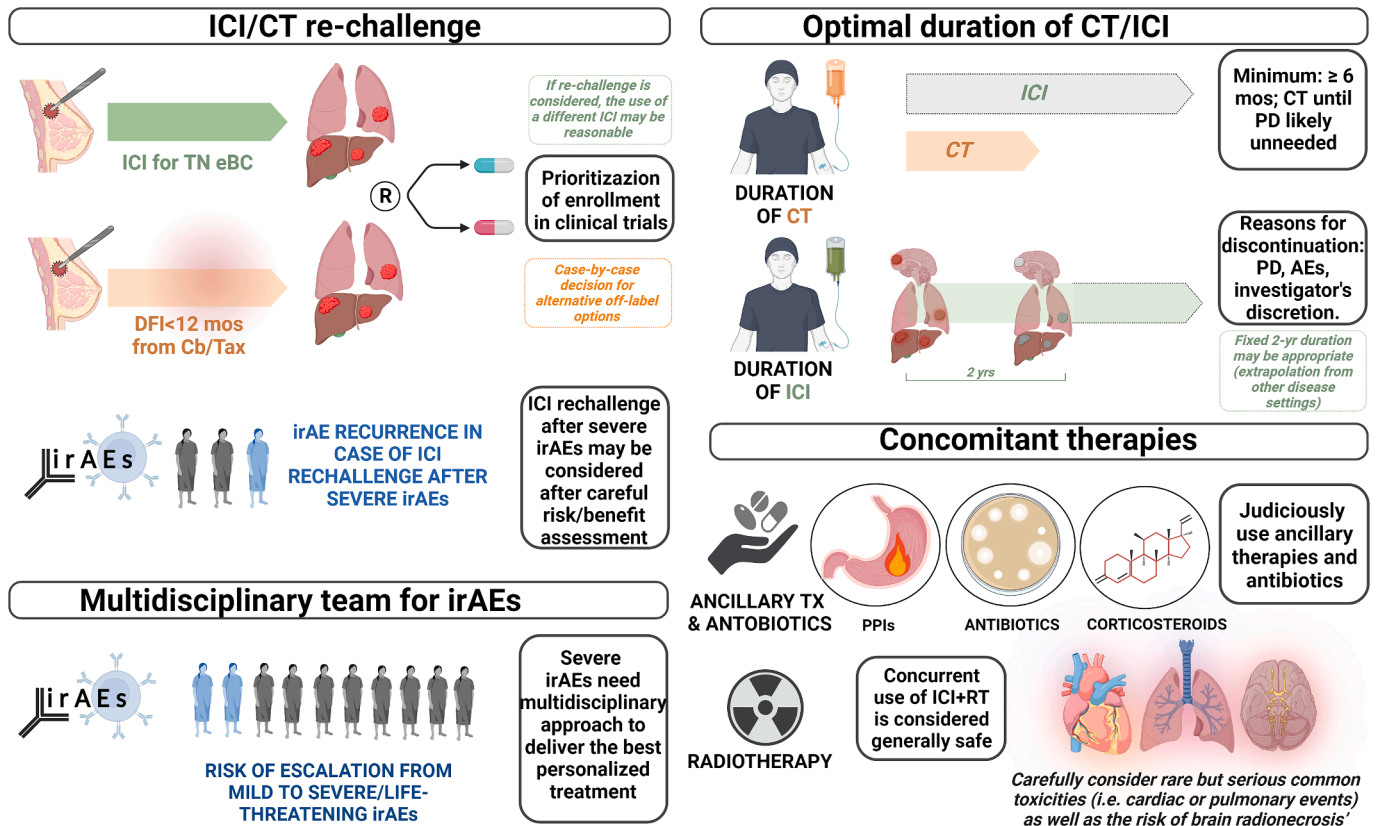 ICI/CT re-challenge
ICI for TN eBC
If re-challenge is
considered, the use of
a different ICI may be
reasonable
R
Prioritizazion
of enrollment
in clinical trials
DFI<12 mos
from Cb/Tax
Case-by-case
decision for
alternative off-label
options
irAEs
irAE RECURRENCE IN
CASE OF ICI
RECHALLENGE AFTER
SEVERE irAEs
ICI rechallenge
after severe
irAEs may be
considered
after careful
risk/benefit
assessment
Multidisciplinary team for irAEs
irAEs
RISK OF ESCALATION FROM
MILD TO SEVERE/LIFE-
THREATENING irAEs
Severe
irAEs need
multidisciplinary
approach to
deliver the best
personalized
treatment
Optimal duration of CT/ICI
DURATION
OF CT
ICI
CT
Minimum: ≥ 6
mos; CT until
PD likely
unneeded
DURATION
OF ICI
2 yrs
Reasons for
discontinuation:
PD, AEs,
investigator's
discretion.
Fixed 2-yr duration
may be appropriate
(extrapolation from
other disease
settings)
Concomitant therapies
ANCILLARY TX
& ANTOBIOTICS
PPIs
ANTIBIOTICS
CORTICOSTEROIDS
Judiciously
use ancillary
therapies and
antibiotics
RADIOTHERAPY
Concurrent
use of ICI+RT
is considered
generally safe
Carefully consider rare but serious common
toxicities (i.e. cardiac or pulmonary events)
as well as the risk of brain radionecrosis’